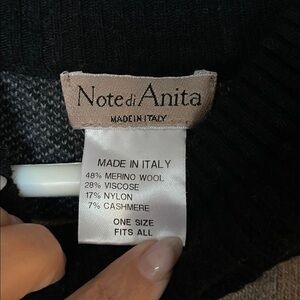 Note di Anita
MADE IN ITALY
MADE IN ITALY
48% MERINO WOOL
28% VISCOSE
17% NYLON
7% CASHMERE
ONE SIZE
FITS ALL